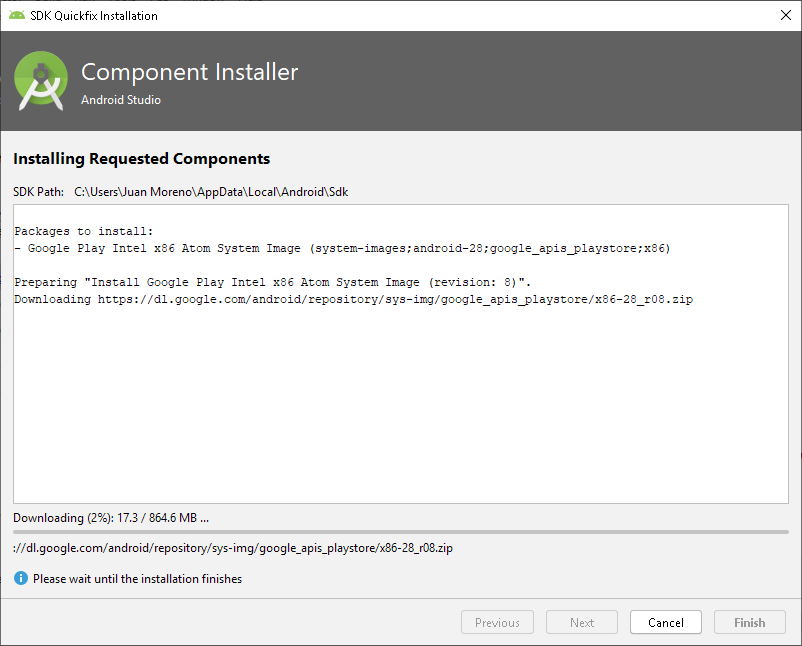 SDK Quickfix Installation
Component Installer
Android Studio
Installing Requested Components
SDK Path: C:\Users\Juan Moreno\AppData\Local\Android\Sdk
Packages to install:
- Google Play Intel x86 Atom System Image (system-images;android-28;google_apis_playstore;x86)
Preparing "Install Google Play Intel x86 Atom System Image (revision: 8)".
Downloading https://dl.google.com/android/repository/sys-img/google_apis_playstore/x86-28_r08.zip
Downloading (2%): 17.3 / 864.6 MB ...
://dl.google.com/android/repository/sys-img/google_apis_playstore/x86-28_r08.zip
Please wait until the installation finishes
Previous Next Cancel Finish